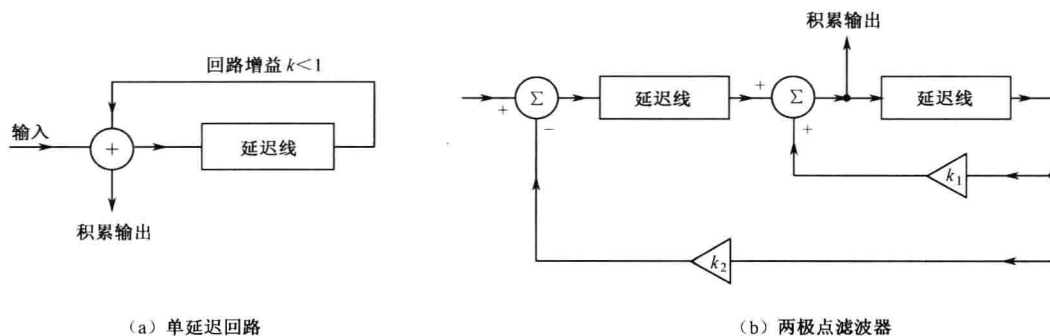 回路增益 k<1
输入
+
延迟线
积累输出
(a) 单延迟回路
积累输出
+
Σ
−
延迟线
+
Σ
+
延迟线
k₁
k₂
(b) 两极点滤波器